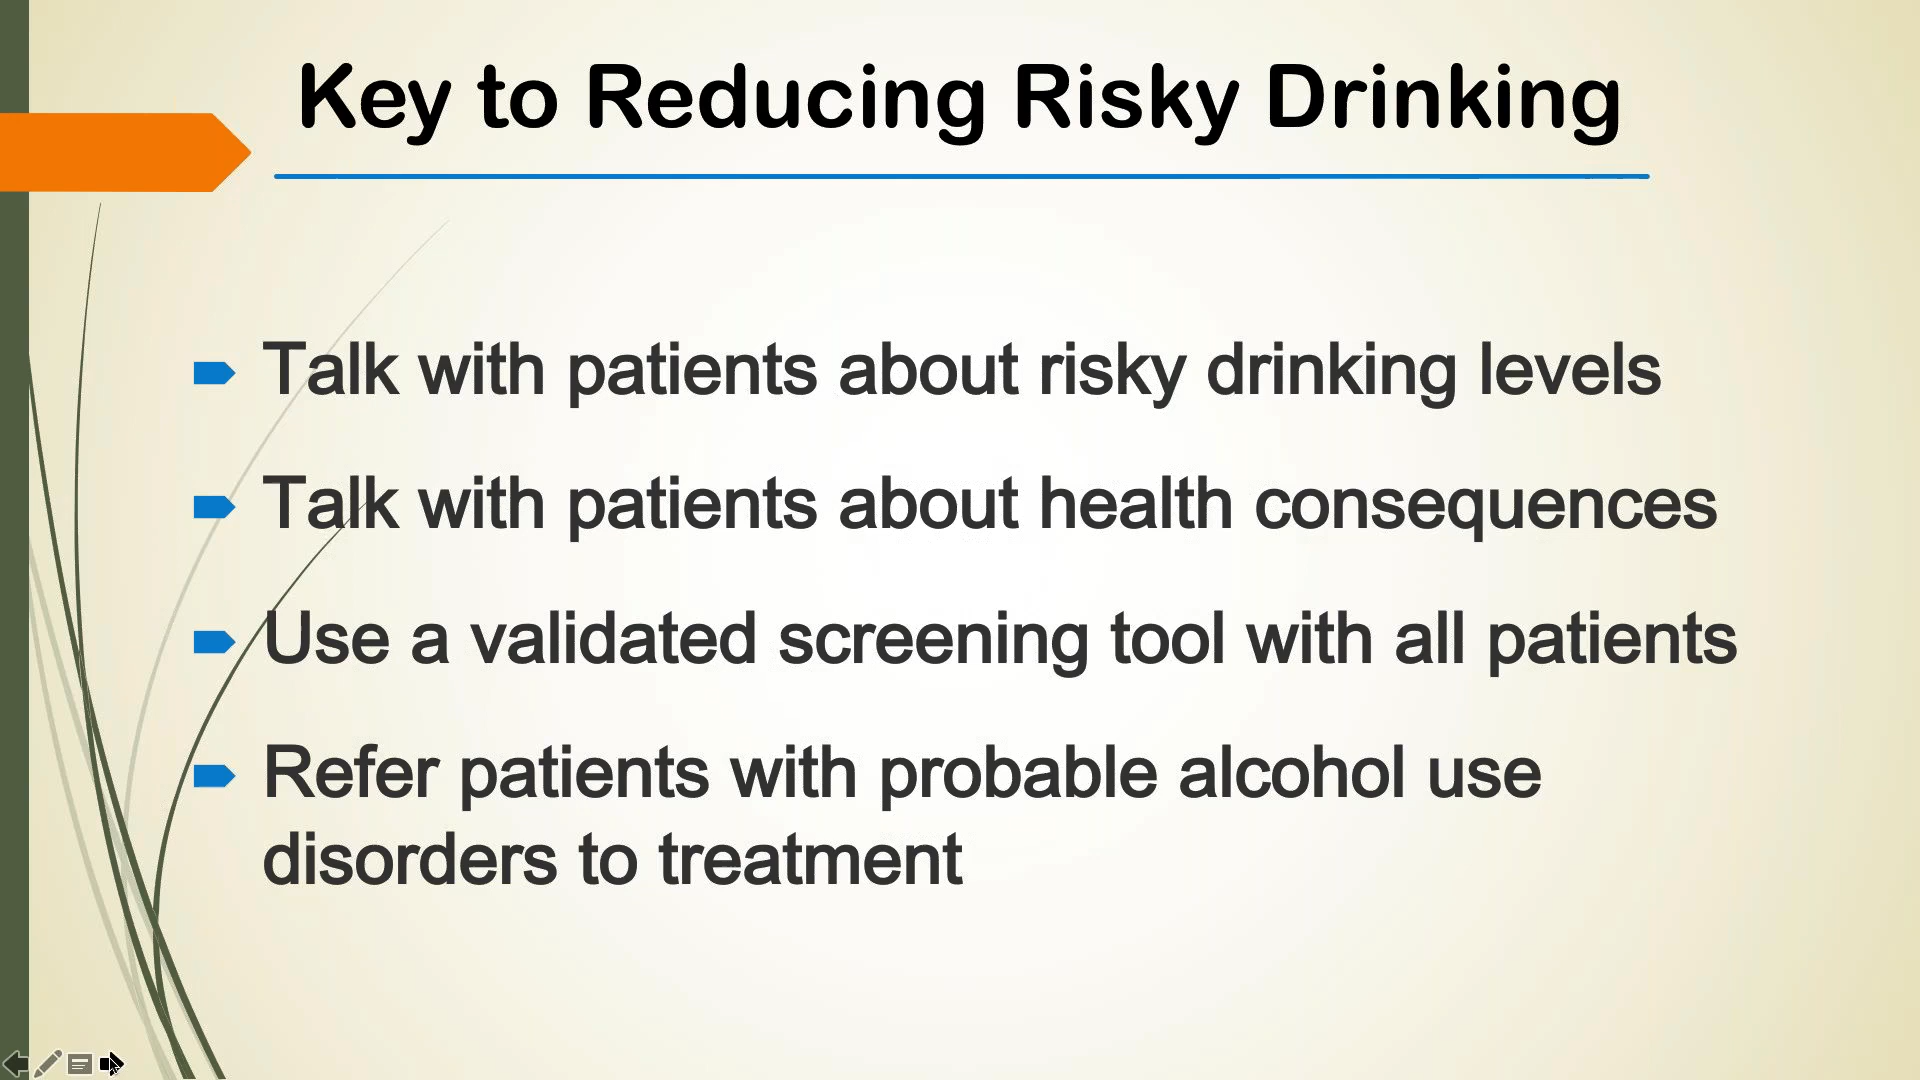 Key to Reducing Risky Drinking
Talk with patients about risky drinking levels
Talk with patients about health consequences
Use a validated screening tool with all patients
Refer patients with probable alcohol use
disorders to treatment